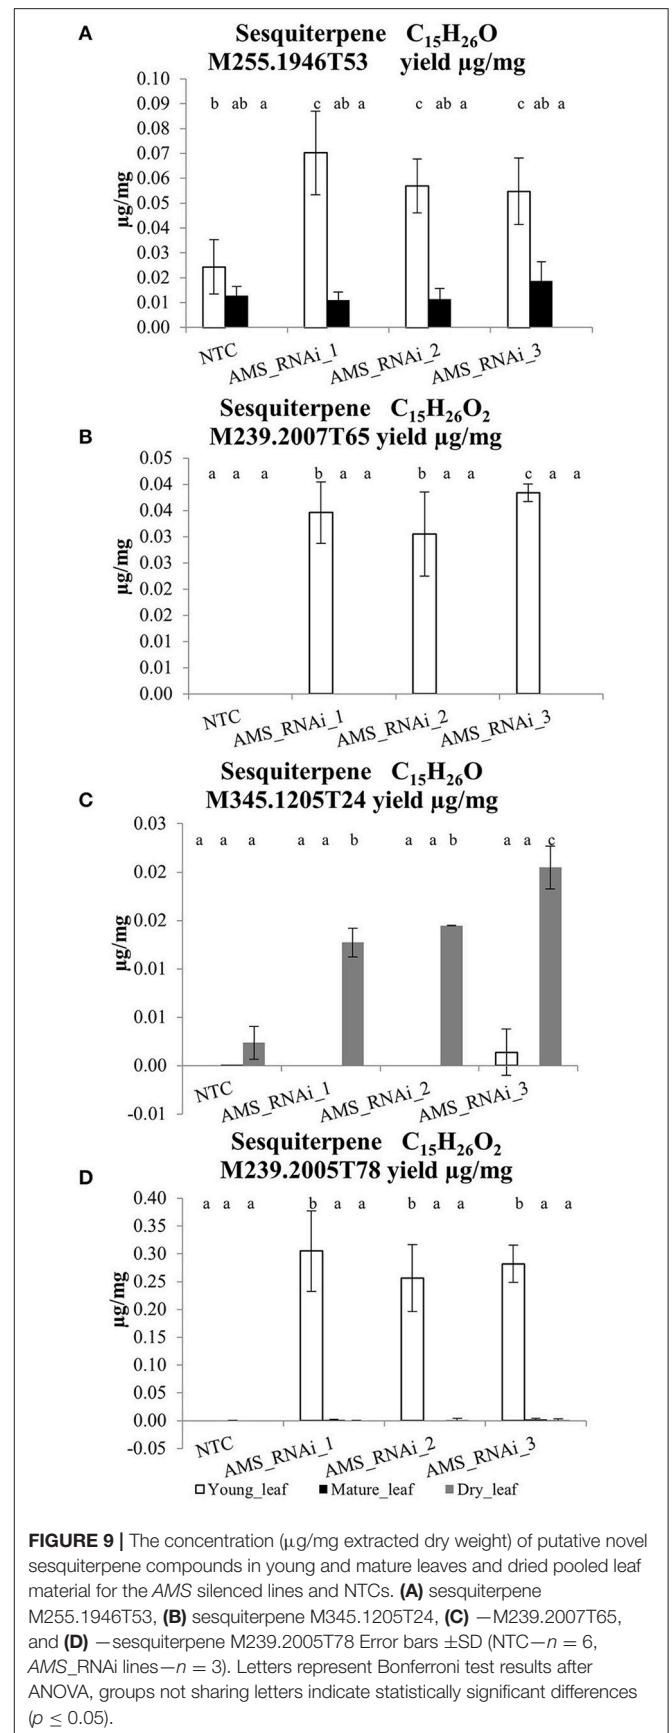 A
Sesquiterpene C₁₅H₂₆O
M255.1946T53 yield µg/mg
0.10
b ab a c ab a c ab a c ab a
0.09
0.08
0.07
0.06
0.05
0.04
0.03
0.02
0.01
0.00
µg/mg
NTC AMS_RNAi_1 AMS_RNAi_2 AMS_RNAi_3
B
Sesquiterpene C₁₅H₂₆O₂
M239.2007T65 yield µg/mg
0.05
a a a b a a b a a c a a
0.04
0.04
0.03
0.03
0.02
0.02
0.01
0.01
0.00
µg/mg
NTC AMS_RNAi_1 AMS_RNAi_2 AMS_RNAi_3
C
Sesquiterpene C₁₅H₂₆O
M345.1205T24 yield µg/mg
0.03
a a a a a b a a b a a c
0.02
0.02
0.01
0.01
0.00
-0.01
µg/mg
NTC AMS_RNAi_1 AMS_RNAi_2 AMS_RNAi_3
D
Sesquiterpene C₁₅H₂₆O₂
M239.2005T78 yield µg/mg
0.40
a a a b a a b a a b a a
0.35
0.30
0.25
0.20
0.15
0.10
0.05
0.00
-0.05
µg/mg
NTC AMS_RNAi_1 AMS_RNAi_2 AMS_RNAi_3
Young_leaf Mature_leaf Dry_leaf
FIGURE 9 | The concentration (µg/mg extracted dry weight) of putative novel
sesquiterpene compounds in young and mature leaves and dried pooled leaf
material for the AMS silenced lines and NTCs. (A) sesquiterpene
M255.1946T53, (B) sesquiterpene M345.1205T24, (C) —M239.2007T65,
and (D) —sesquiterpene M239.2005T78 Error bars ±SD (NTC—n = 6,
AMS_RNAi lines—n = 3). Letters represent Bonferroni test results after
ANOVA, groups not sharing letters indicate statistically significant differences
(p ≤ 0.05).